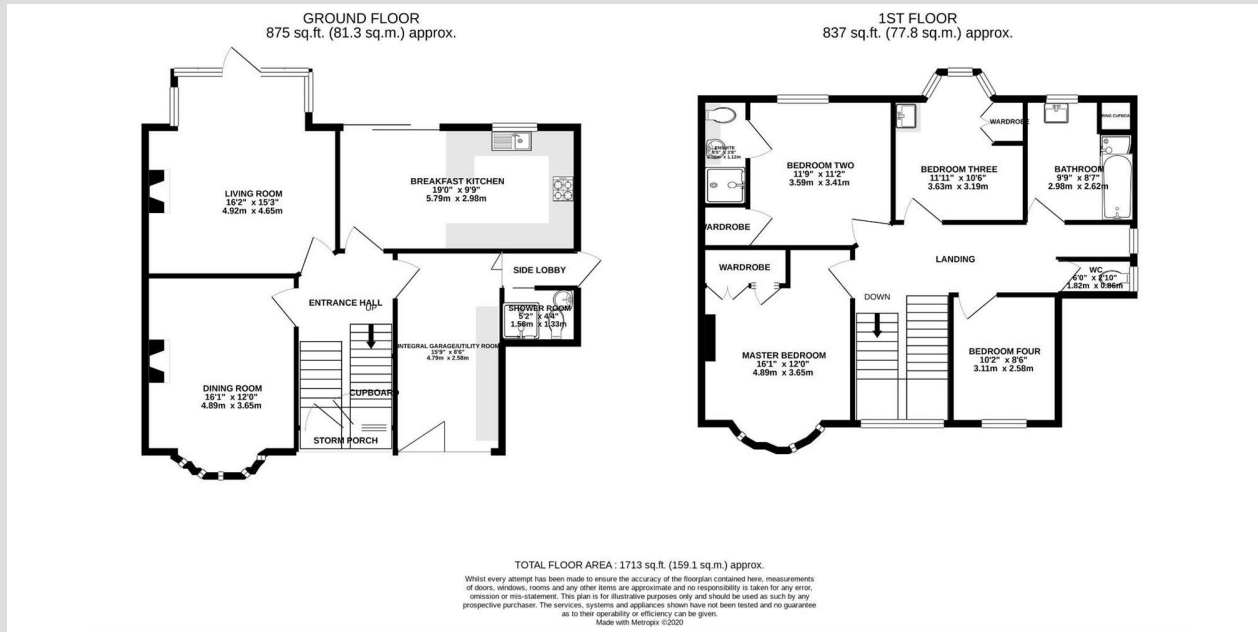 GROUND FLOOR
875 sq.ft. (81.3 sq.m.) approx.
LIVING ROOM
16'2" x 15'3"
4.92m x 4.65m
BREAKFAST KITCHEN
19'0" x 9'9"
5.79m x 2.98m
SIDE LOBBY
ENTRANCE HALL
UP
SHOWER ROOM
5'2" x 4'4"
1.58m x 1.33m
INTEGRAL GARAGE/UTILITY ROOM
15'9" x 8'6"
4.79m x 2.58m
DINING ROOM
16'1" x 12'0"
4.89m x 3.65m
CUPBOARD
STORM PORCH
1ST FLOOR
837 sq.ft. (77.8 sq.m.) approx.
ENSUITE
x 3'8"
x 1.12m
BEDROOM TWO
11'9" x 11'2"
3.59m x 3.41m
WARDROBE
BEDROOM THREE
11'11" x 10'6"
3.63m x 3.19m
BATHROOM
9'9" x 8'7"
2.98m x 2.62m
WARDROBE
WARDROBE
LANDING
WC
6'0" x 2'10"
1.82m x 0.86m
DOWN
MASTER BEDROOM
16'1" x 12'0"
4.89m x 3.65m
BEDROOM FOUR
10'2" x 8'6"
3.11m x 2.58m
TOTAL FLOOR AREA : 1713 sq.ft. (159.1 sq.m.) approx.
Whilst every attempt has been made to ensure the accuracy of the floorplan contained here, measurements
of doors, windows, rooms and any other items are approximate and no responsibility is taken for any error,
omission or mis-statement. This plan is for illustrative purposes only and should be used as such by any
prospective purchaser. The services, systems and appliances shown have not been tested and no guarantee
as to their operability or efficiency can be given.
Made with Metropix ©2020